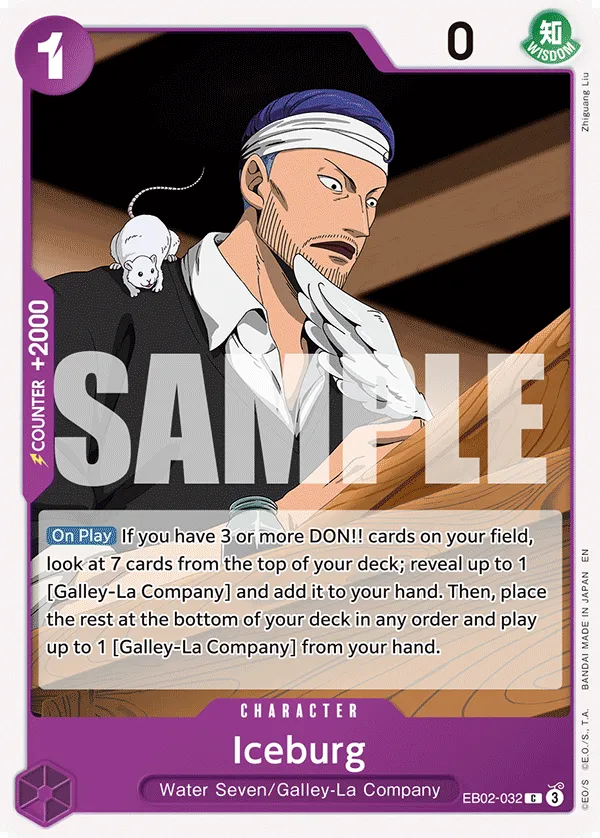 1
0
知
WISDOM
Zhiguang Liu
COUNTER +2000
SAMPLE
On Play If you have 3 or more DON!! cards on your field,
look at 7 cards from the top of your deck; reveal up to 1
[Galley-La Company] and add it to your hand. Then, place
the rest at the bottom of your deck in any order and play
up to 1 [Galley-La Company] from your hand.
CHARACTER
Iceburg
Water Seven/Galley-La Company
EB02-032 C 3
©EO/S ©E.O./S., T.A. BANDAI MADE IN JAPAN EN